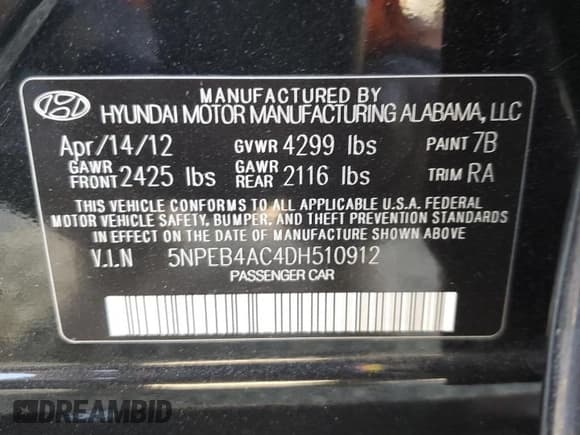 MANUFACTURED BY
HYUNDAI MOTOR MANUFACTURING ALABAMA, LLC
Apr/14/12 GVWR 4299 lbs PAINT 7B
GAWR FRONT 2425 lbs GAWR REAR 2116 lbs TRIM RA
THIS VEHICLE CONFORMS TO ALL APPLICABLE U.S.A. FEDERAL
MOTOR VEHICLE SAFETY, BUMPER, AND THEFT PREVENTION STANDARDS
IN EFFECT ON THE DATE OF MANUFACTURE SHOWN ABOVE.
V.I.N 5NPEB4AC4DH510912
PASSENGER CAR
DREAMBID